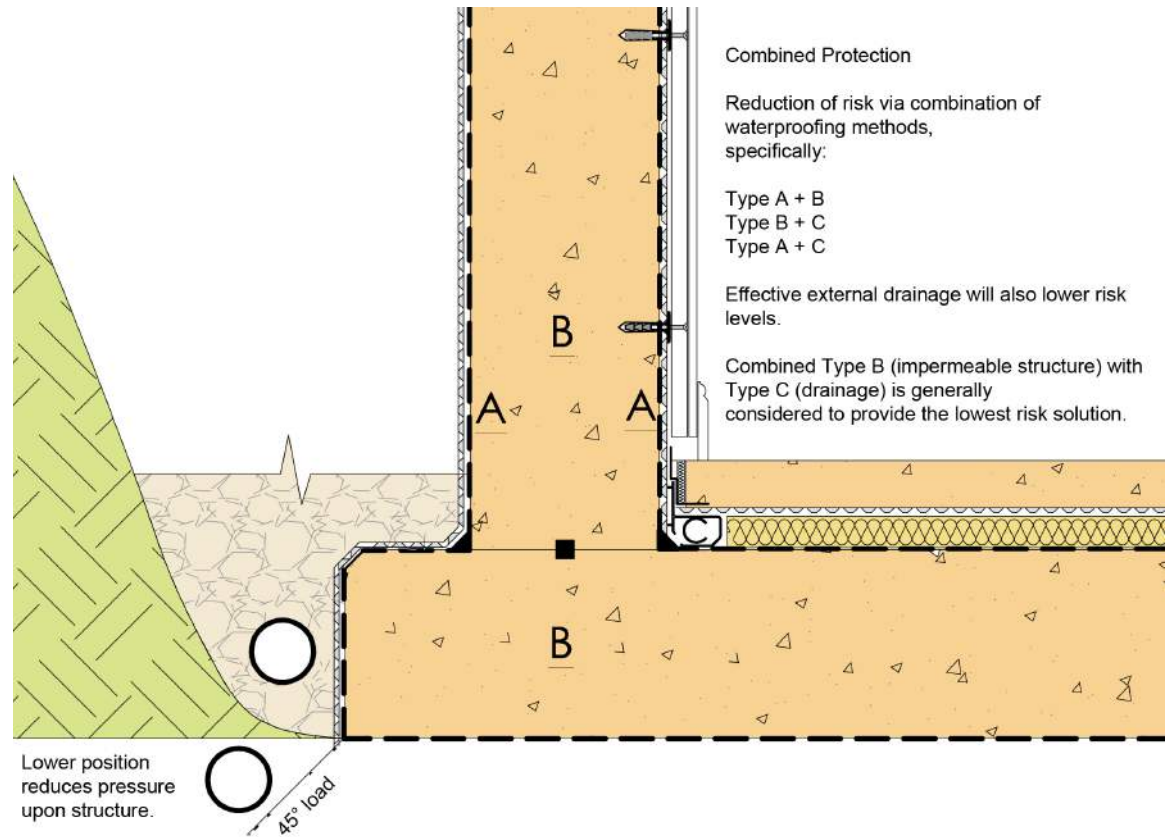 Combined Protection
Reduction of risk via combination of
waterproofing methods,
specifically:
Type A + B
Type B + C
Type A + C
Effective external drainage will also lower risk
levels.
Combined Type B (impermeable structure) with
Type C (drainage) is generally
considered to provide the lowest risk solution.
B
A
A
C
B
Lower position
reduces pressure
upon structure.
45° load